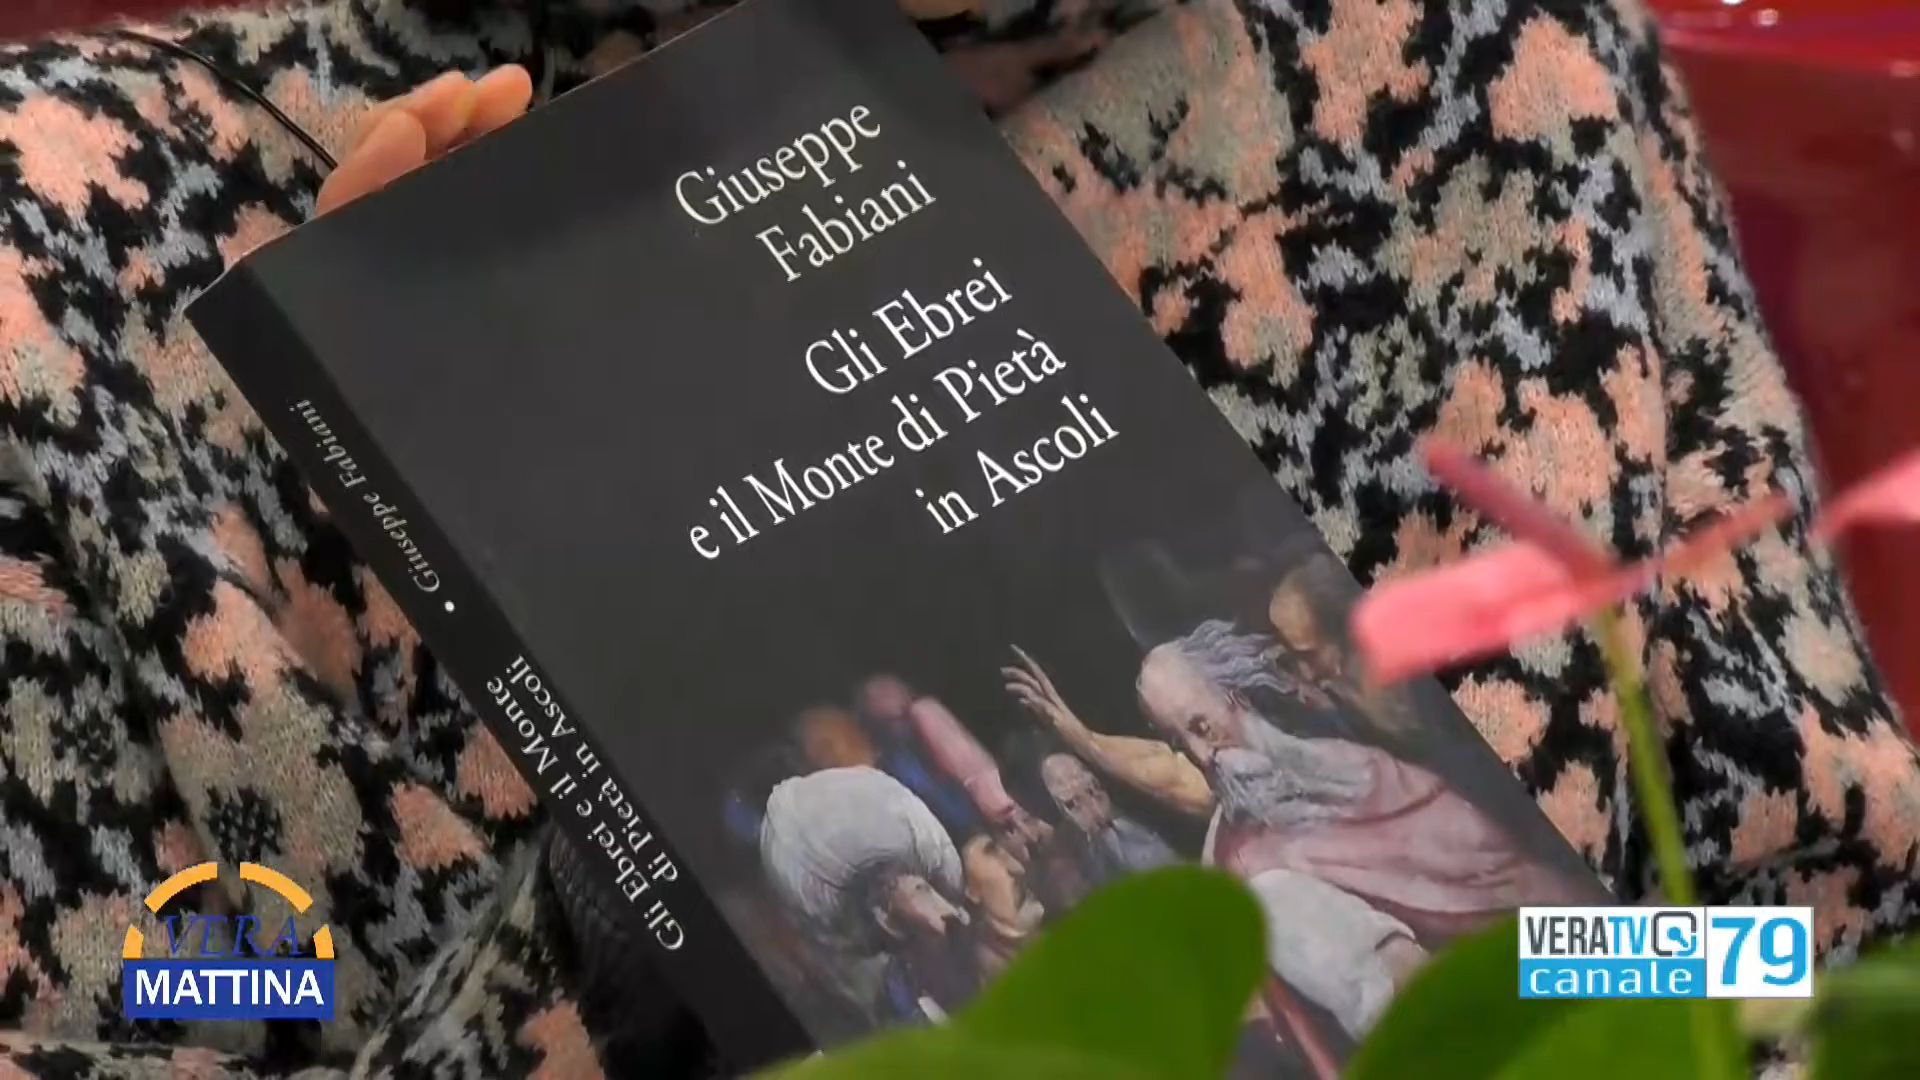 Giuseppe
Fabiani
Gli Ebrei
e il Monte di Pietà
in Ascoli
Giuseppe Fabiani •
Gli Ebrei e il Monte
di Pietà in Ascoli
VERA
MATTINA
VERATV
canale
79